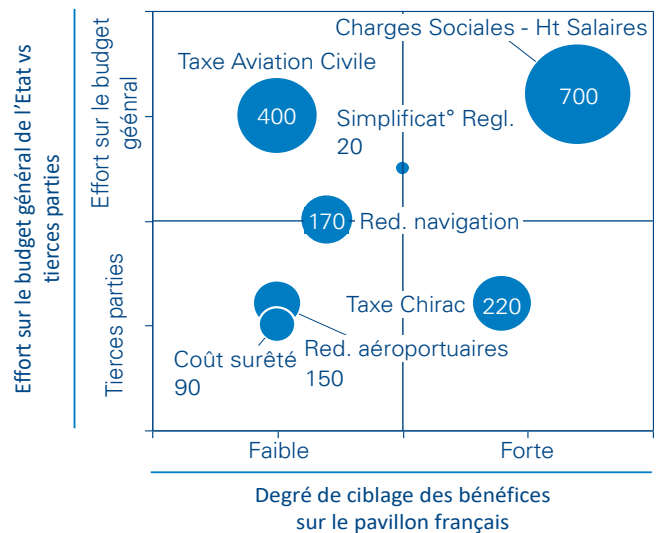 Effort sur le budget général de l’Etat vs
tierces parties
Effort sur le budget
géénral
Tierces parties
Charges Sociales - Ht Salaires
700
Taxe Aviation Civile
400
Simplificat° Regl.
20
170 Red. navigation
Taxe Chirac 220
Red. aéroportuaires
150
Coût surêté
90
Faible Forte
Degré de ciblage des bénéfices
sur le pavillon français